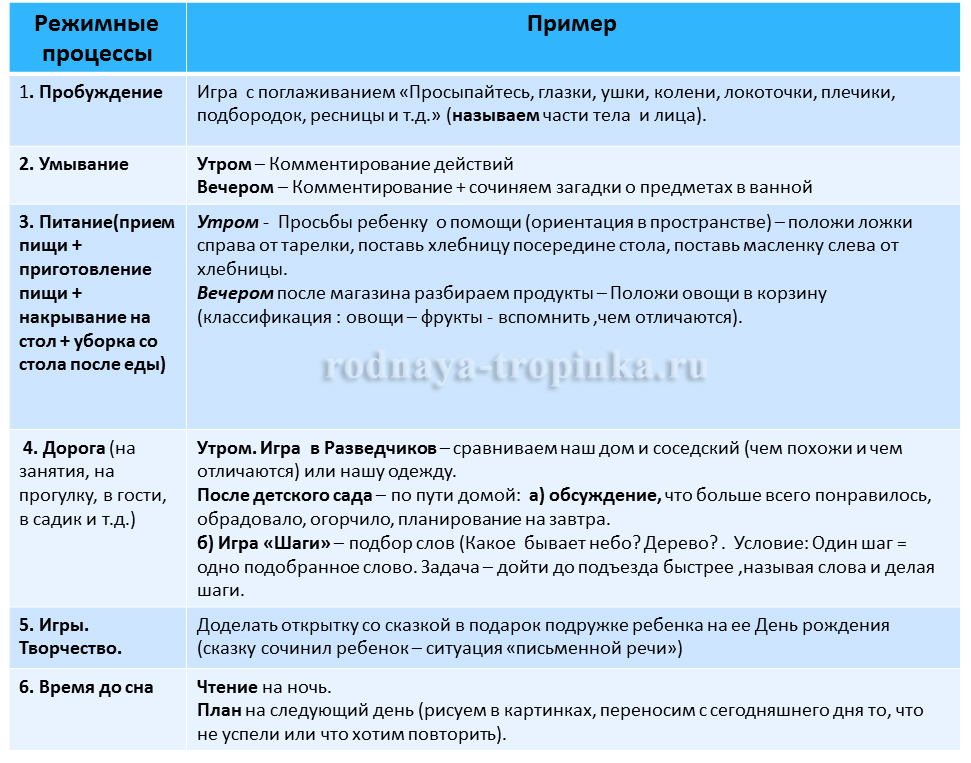 Режимные
процессы
Пример
1. Пробуждение
Игра с поглаживанием «Просыпайтесь, глазки, ушки, колени, локоточки, плечики,
подбородок, ресницы и т.д.» (называем части тела и лица).
2. Умывание
Утром – Комментирование действий
Вечером – Комментирование + сочиняем загадки о предметах в ванной
3. Питание(прием
пищи +
приготовление
пищи +
накрывание на
стол + уборка со
стола после еды)
Утром - Просьбы ребенку о помощи (ориентация в пространстве) – положи ложки
справа от тарелки, поставь хлебницу посередине стола, поставь масленку слева от
хлебницы.
Вечером после магазина разбираем продукты – Положи овощи в корзину
(классификация : овощи – фрукты - вспомнить ,чем отличаются).
rodnaya-tropinka.ru
4. Дорога (на
занятия, на
прогулку, в гости,
в садик и т.д.)
Утром. Игра в Разведчиков – сравниваем наш дом и соседский (чем похожи и чем
отличаются) или нашу одежду.
После детского сада – по пути домой: а) обсуждение, что больше всего понравилось,
обрадовало, огорчило, планирование на завтра.
б) Игра «Шаги» – подбор слов (Какое бывает небо? Дерево? . Условие: Один шаг =
одно подобранное слово. Задача – дойти до подъезда быстрее ,называя слова и делая
шаги.
5. Игры.
Творчество.
Доделать открытку со сказкой в подарок подружке ребенка на ее День рождения
(сказку сочинил ребенок – ситуация «письменной речи»)
6. Время до сна
Чтение на ночь.
План на следующий день (рисуем в картинках, переносим с сегодняшнего дня то, что
не успели или что хотим повторить).